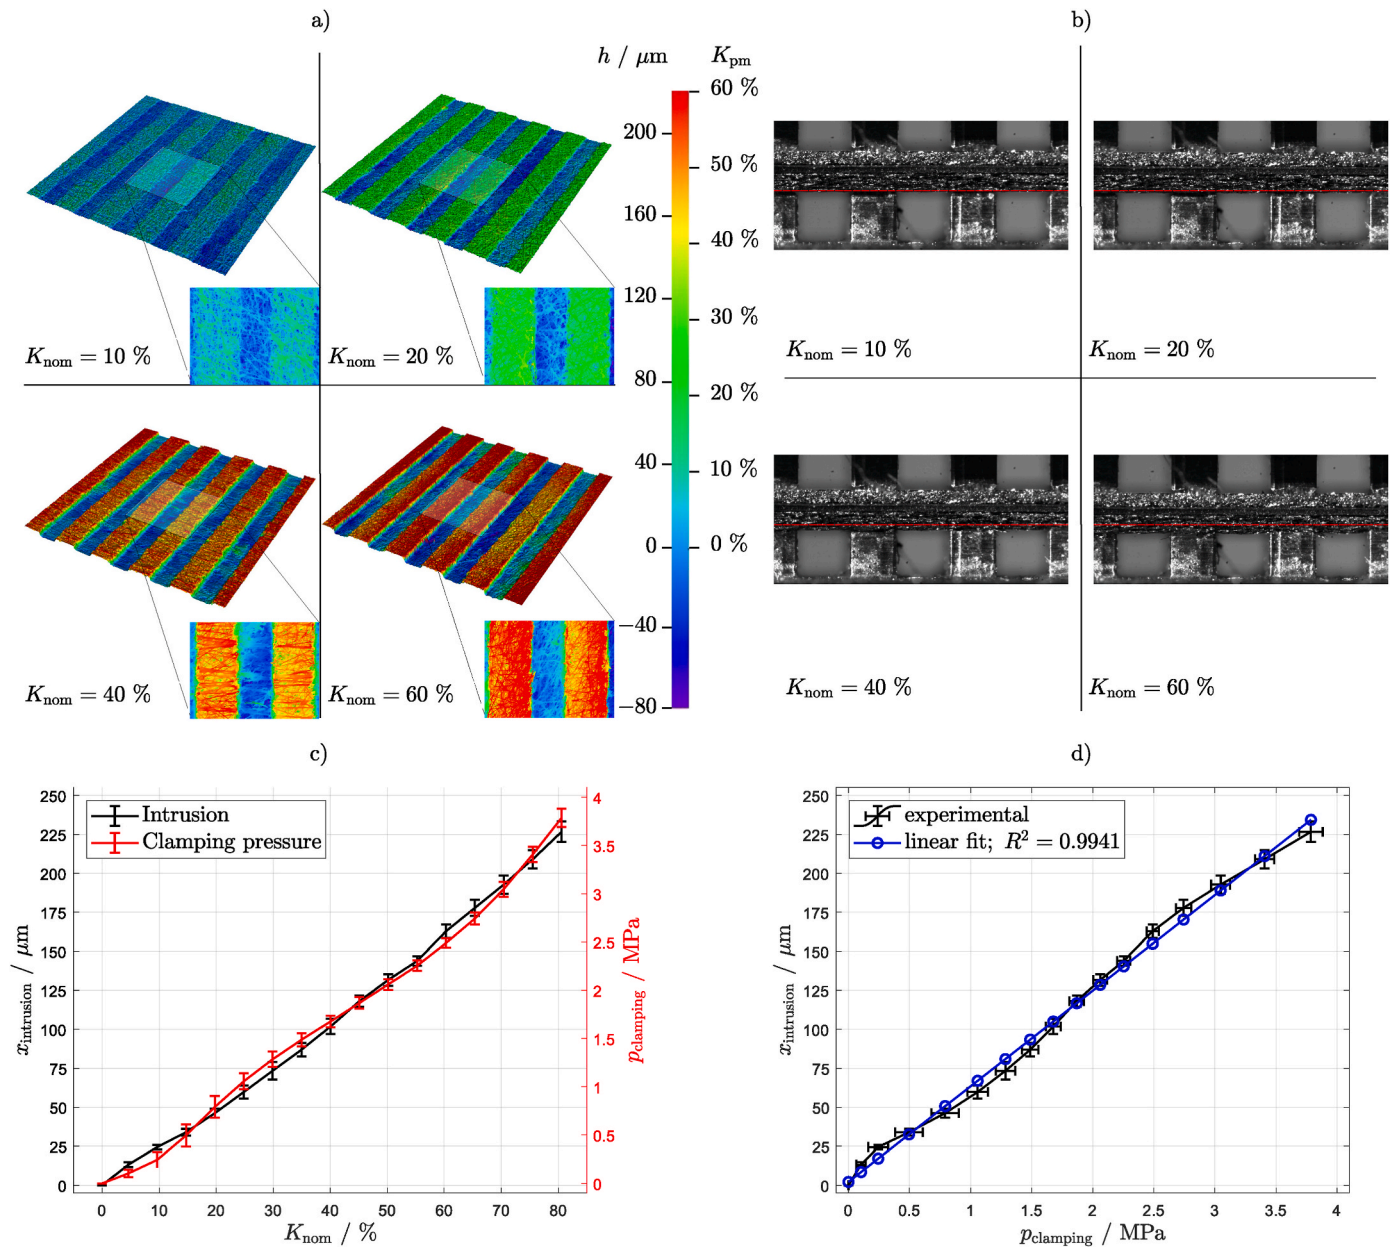 a)
b)
h / μm
K_pm
60 %
200
50 %
160
40 %
120
30 %
80
20 %
40
10 %
0
0 %
−40
−80
K_nom = 10 %
K_nom = 20 %
K_nom = 40 %
K_nom = 60 %
K_nom = 10 %
K_nom = 20 %
K_nom = 40 %
K_nom = 60 %
c)
d)
Intrusion
Clamping pressure
250
225
200
175
150
125
100
75
50
25
0
x_intrusion / μm
4
3.5
3
2.5
2
1.5
1
0.5
0
p_clamping / MPa
0 10 20 30 40 50 60 70 80
K_nom / %
experimental
linear fit; R² = 0.9941
250
225
200
175
150
125
100
75
50
25
0
x_intrusion / μm
0 0.5 1 1.5 2 2.5 3 3.5 4
p_clamping / MPa